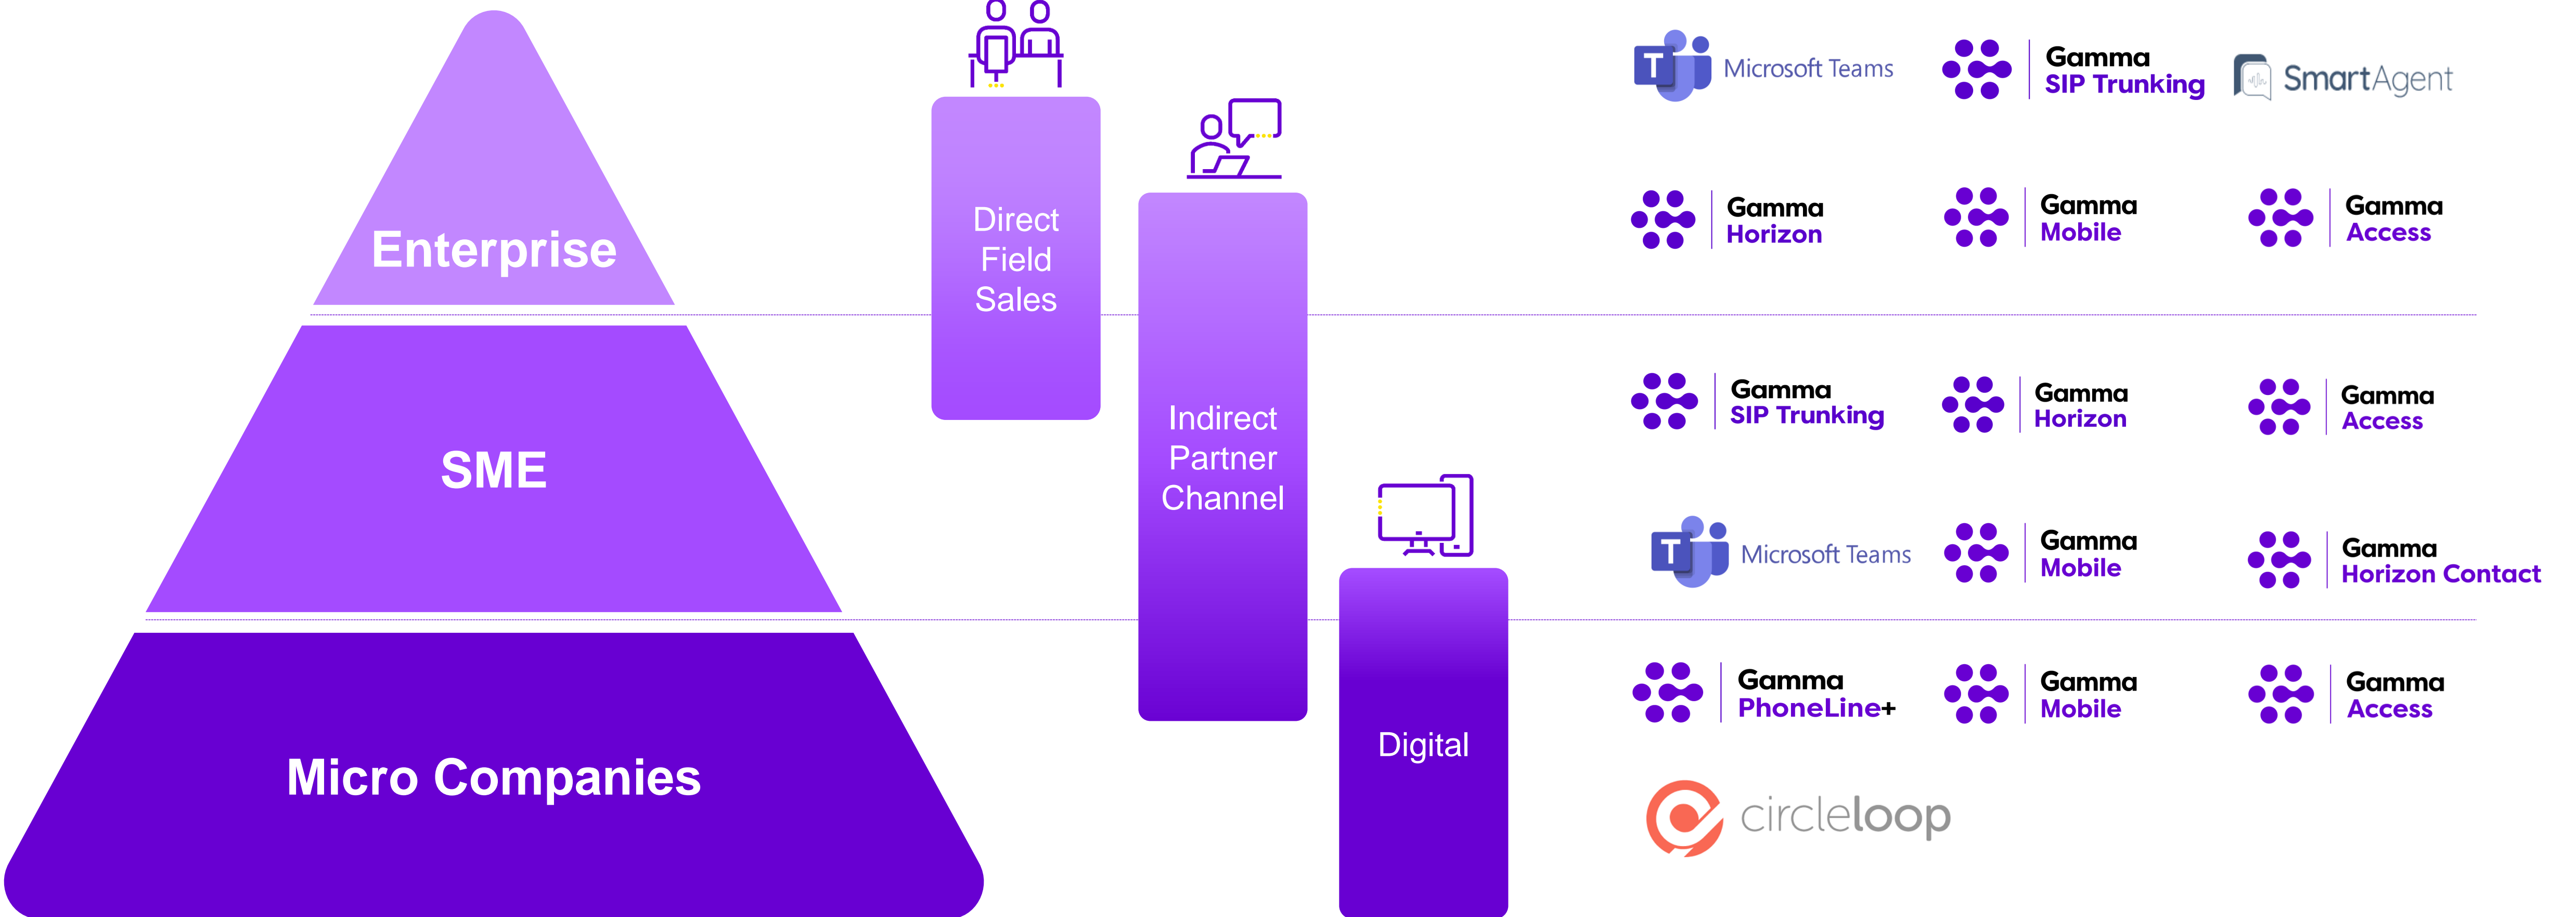 Enterprise
SME
Micro Companies
Direct
Field
Sales
Indirect
Partner
Channel
Digital
Microsoft Teams
Gamma
SIP Trunking
SmartAgent
Gamma
Horizon
Gamma
Mobile
Gamma
Access
Gamma
SIP Trunking
Gamma
Horizon
Gamma
Access
Microsoft Teams
Gamma
Mobile
Gamma
Horizon Contact
Gamma
PhoneLine+
Gamma
Mobile
Gamma
Access
circleloop